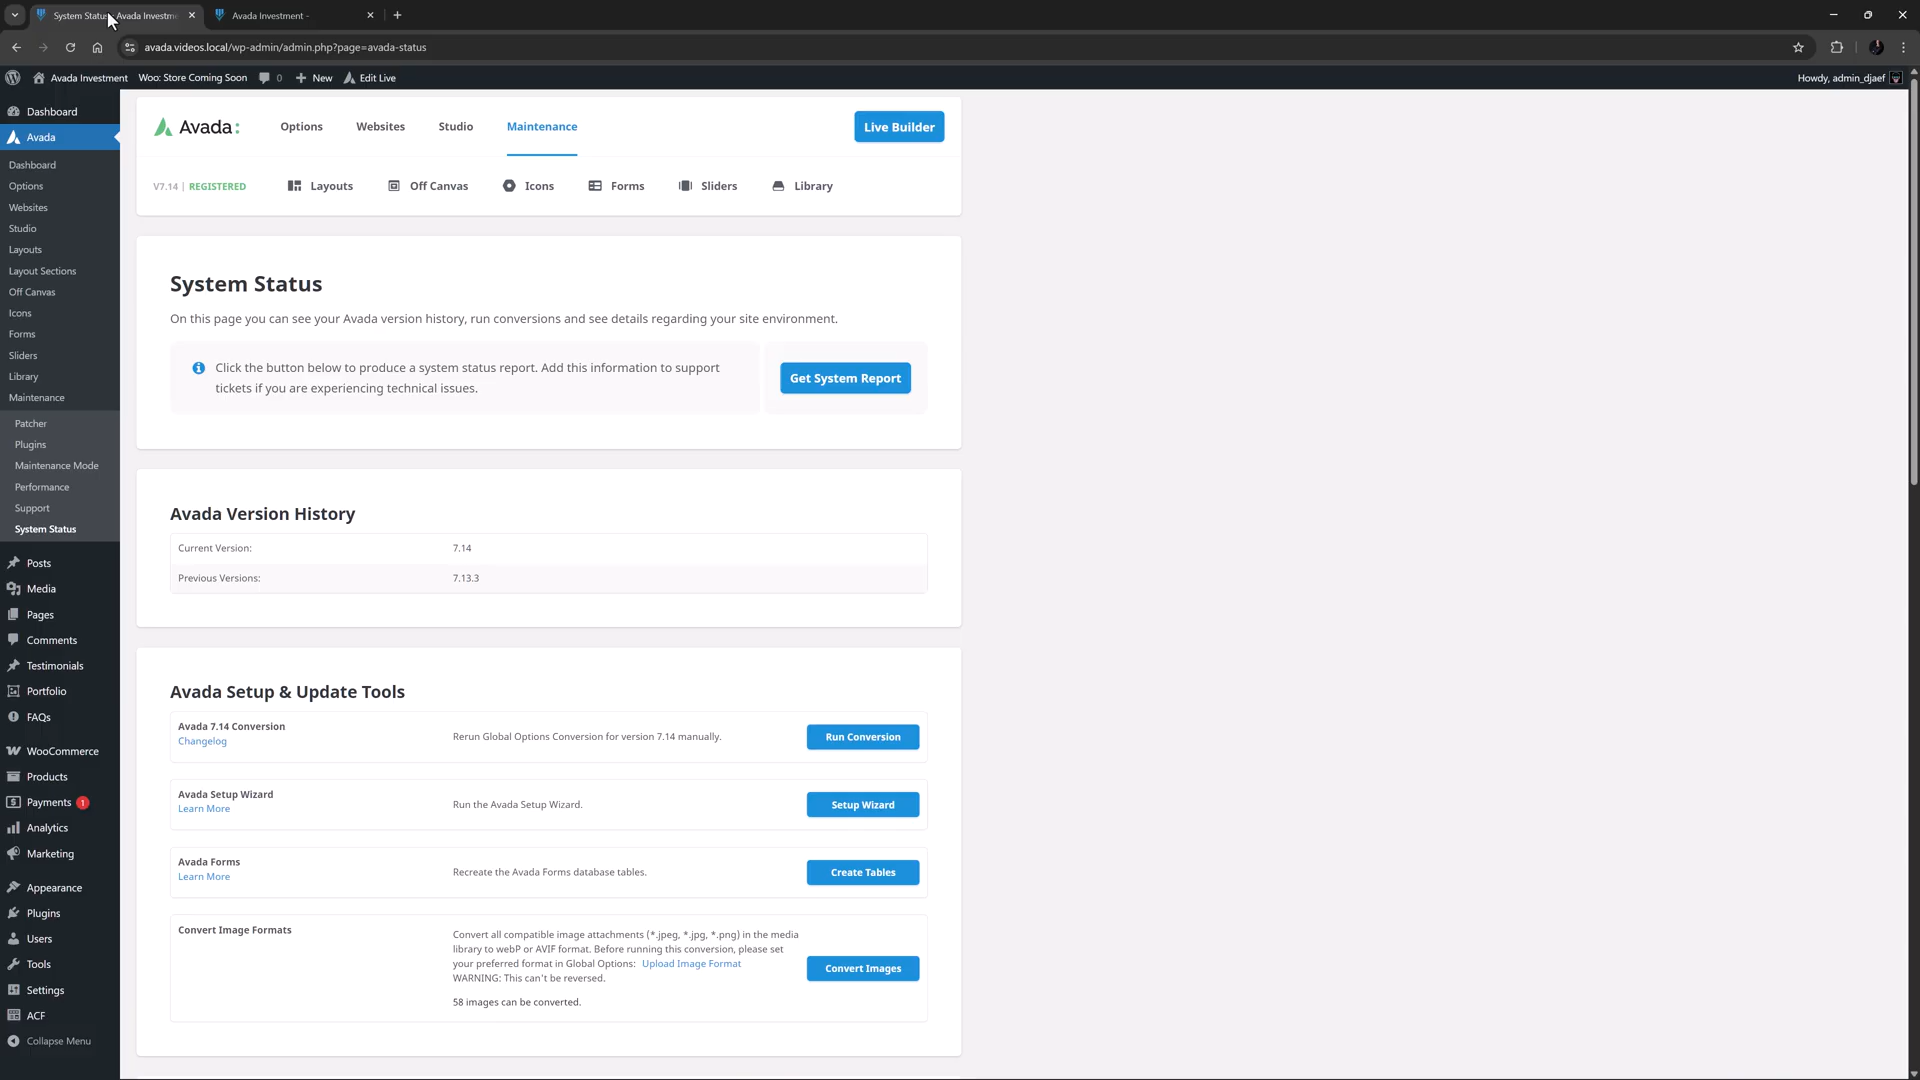 System Status - Avada Investm
Avada Investment -
avada.videos.local/wp-admin/admin.php?page=avada-status
Avada Investment
Woo: Store Coming Soon
0
New
Edit Live
Howdy, admin_djaef
Dashboard
Avada
Dashboard
Options
Websites
Studio
Layouts
Layout Sections
Off Canvas
Icons
Forms
Sliders
Library
Maintenance
Patcher
Plugins
Maintenance Mode
Performance
Support
System Status
Posts
Media
Pages
Comments
Testimonials
Portfolio
FAQs
WooCommerce
Products
Payments 1
Analytics
Marketing
Appearance
Plugins
Users
Tools
Settings
ACF
Collapse Menu
Avada:
Options
Websites
Studio
Maintenance
Live Builder
V7.14 | REGISTERED
Layouts
Off Canvas
Icons
Forms
Sliders
Library
System Status
On this page you can see your Avada version history, run conversions and see details regarding your site environment.
Click the button below to produce a system status report. Add this information to support
tickets if you are experiencing technical issues.
Get System Report
Avada Version History
Current Version: 7.14
Previous Versions: 7.13.3
Avada Setup & Update Tools
Avada 7.14 Conversion
Changelog
Rerun Global Options Conversion for version 7.14 manually.
Run Conversion
Avada Setup Wizard
Learn More
Run the Avada Setup Wizard.
Setup Wizard
Avada Forms
Learn More
Recreate the Avada Forms database tables.
Create Tables
Convert Image Formats
Convert all compatible image attachments (*.jpeg, *.jpg, *.png) in the media
library to webP or AVIF format. Before running this conversion, please set
your preferred format in Global Options: Upload Image Format
WARNING: This can't be reversed.
58 images can be converted.
Convert Images